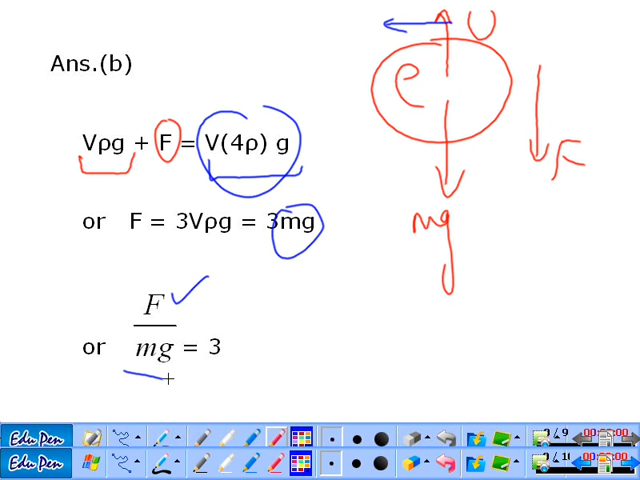 Ans.(b)
U
ρ
Vρg + F = V(4ρ) g
F
or F = 3Vρg = 3mg
mg
F
or mg = 3
Edu Pen
Edu Pen